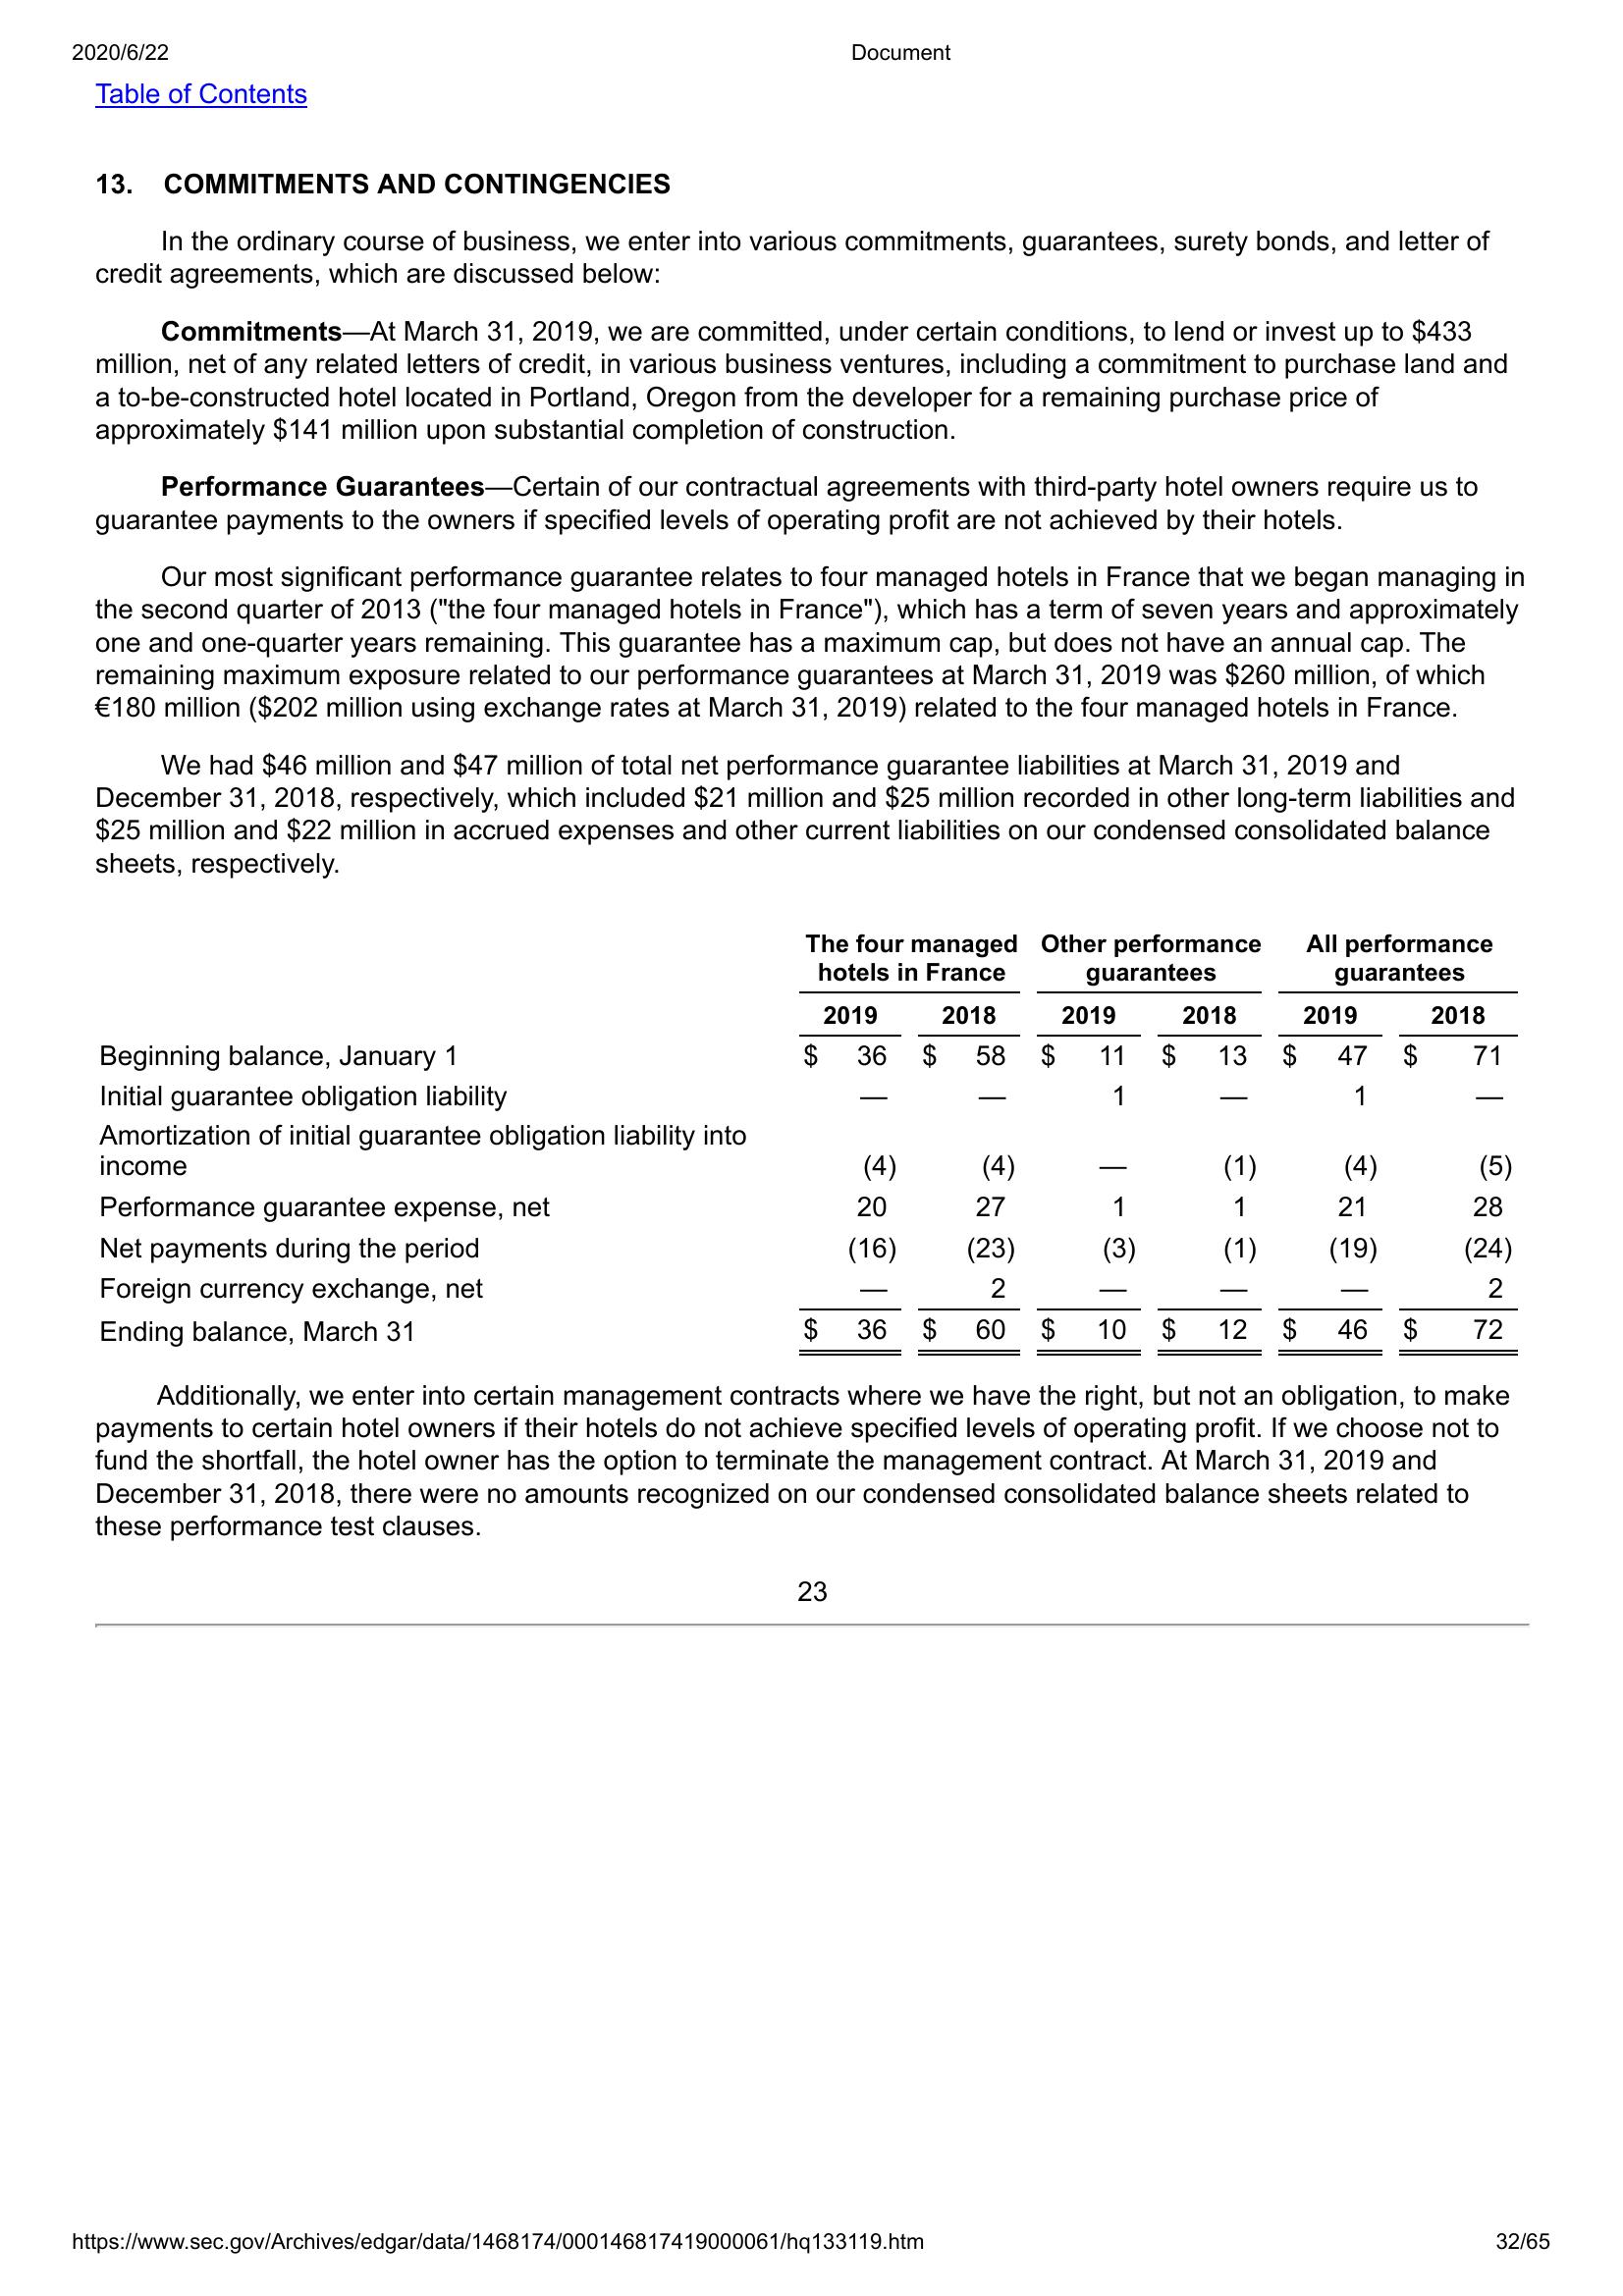 2020/6/22 Document
Table of Contents
13. COMMITMENTS AND CONTINGENCIES
In the ordinary course of business, we enter into various commitments, guarantees, surety bonds, and letter of
credit agreements, which are discussed below:
Commitments—At March 31, 2019, we are committed, under certain conditions, to lend or invest up to $433
million, net of any related letters of credit, in various business ventures, including a commitment to purchase land and
a to-be-constructed hotel located in Portland, Oregon from the developer for a remaining purchase price of
approximately $141 million upon substantial completion of construction.
Performance Guarantees—Certain of our contractual agreements with third-party hotel owners require us to
guarantee payments to the owners if specified levels of operating profit are not achieved by their hotels.
Our most significant performance guarantee relates to four managed hotels in France that we began managing in
the second quarter of 2013 ("the four managed hotels in France"), which has a term of seven years and approximately
one and one-quarter years remaining. This guarantee has a maximum cap, but does not have an annual cap. The
remaining maximum exposure related to our performance guarantees at March 31, 2019 was $260 million, of which
€180 million ($202 million using exchange rates at March 31, 2019) related to the four managed hotels in France.
We had $46 million and $47 million of total net performance guarantee liabilities at March 31, 2019 and
December 31, 2018, respectively, which included $21 million and $25 million recorded in other long-term liabilities and
$25 million and $22 million in accrued expenses and other current liabilities on our condensed consolidated balance
sheets, respectively.
The four managed Other performance All performance
hotels in France guarantees guarantees
2019 2018 2019 2018 2019 2018
Beginning balance, January 1 $ 36 $ 58 $ 11 $ 13 $ 47 $ 71
Initial guarantee obligation liability — — 1 — 1 —
Amortization of initial guarantee obligation liability into
income (4) (4) — (1) (4) (5)
Performance guarantee expense, net 20 27 1 1 21 28
Net payments during the period (16) (23) (3) (1) (19) (24)
Foreign currency exchange, net — 2 — — — 2
Ending balance, March 31 $ 36 $ 60 $ 10 $ 12 $ 46 $ 72
Additionally, we enter into certain management contracts where we have the right, but not an obligation, to make
payments to certain hotel owners if their hotels do not achieve specified levels of operating profit. If we choose not to
fund the shortfall, the hotel owner has the option to terminate the management contract. At March 31, 2019 and
December 31, 2018, there were no amounts recognized on our condensed consolidated balance sheets related to
these performance test clauses.
23
https://www.sec.gov/Archives/edgar/data/1468174/000146817419000061/hq133119.htm 32/65